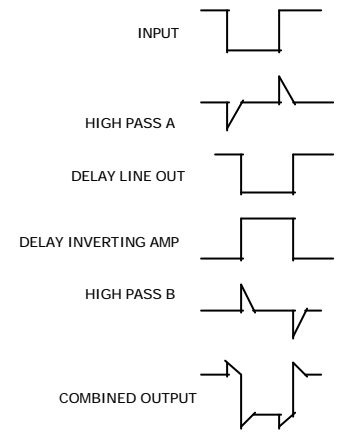 INPUT
HIGH PASS A
DELAY LINE OUT
DELAY INVERTING AMP
HIGH PASS B
COMBINED OUTPUT